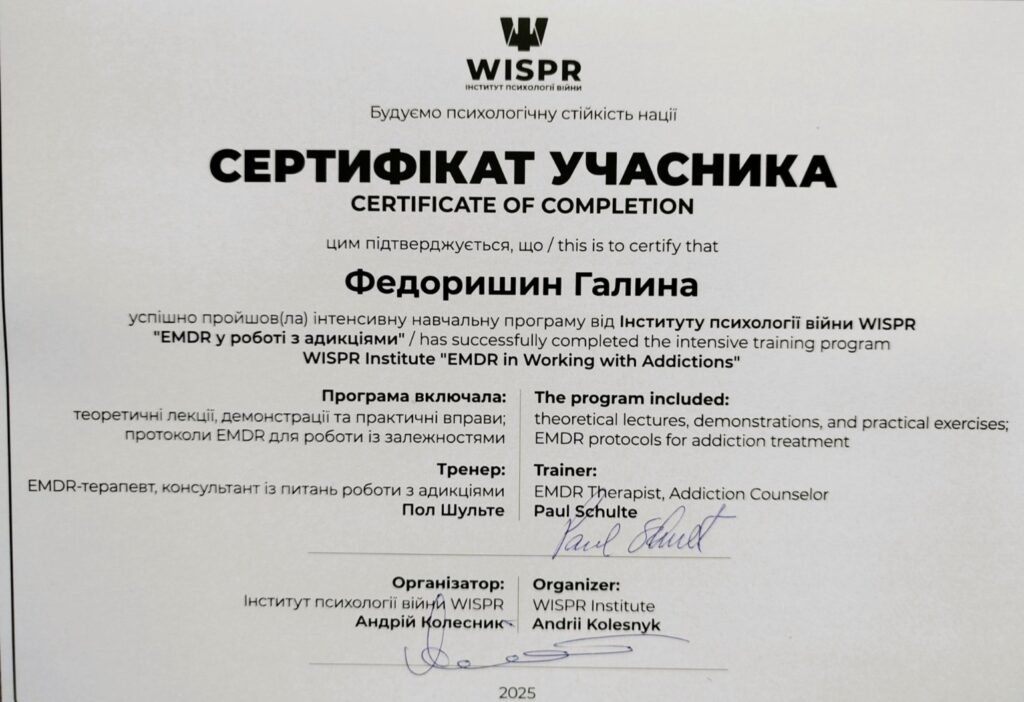 WISPR
ІНСТИТУТ ПСИХОЛОГІЇ ВІЙНИ
Будуємо психологічну стійкість нації
СЕРТИФІКАТ УЧАСНИКА
CERTIFICATE OF COMPLETION
цим підтверджується, що / this is to certify that
Федоришин Галина
успішно пройшов(ла) інтенсивну навчальну програму від Інституту психології війни WISPR
"EMDR у роботі з адикціями" / has successfully completed the intensive training program
WISPR Institute "EMDR in Working with Addictions"
Програма включала:
теоретичні лекції, демонстрації та практичні вправи;
протоколи EMDR для роботи із залежностями
Тренер:
EMDR-терапевт, консультант із питань роботи з адикціями
Пол Шульте
The program included:
theoretical lectures, demonstrations, and practical exercises;
EMDR protocols for addiction treatment
Trainer:
EMDR Therapist, Addiction Counselor
Paul Schulte
Paul Schult
Організатор:
Інститут психології війни WISPR
Андрій Колесник
Organizer:
WISPR Institute
Andrii Kolesnyk
2025